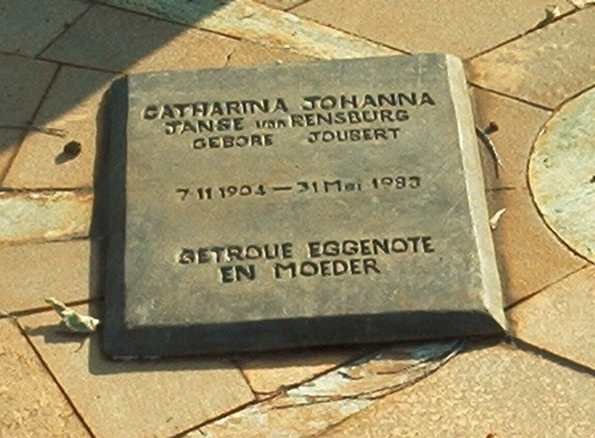 CATHARINA JOHANNA
JANSE van RENSBURG
GEBORE JOUBERT
7·11·1904 — 31 Mei 1983
GETROUE EGGENOTE
EN MOEDER